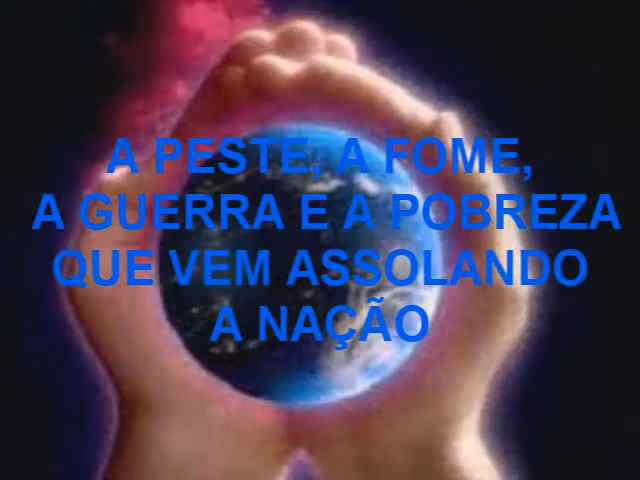 A PESTE, A FOME,
A GUERRA E A POBREZA
QUE VEM ASSOLANDO
A NAÇÃO